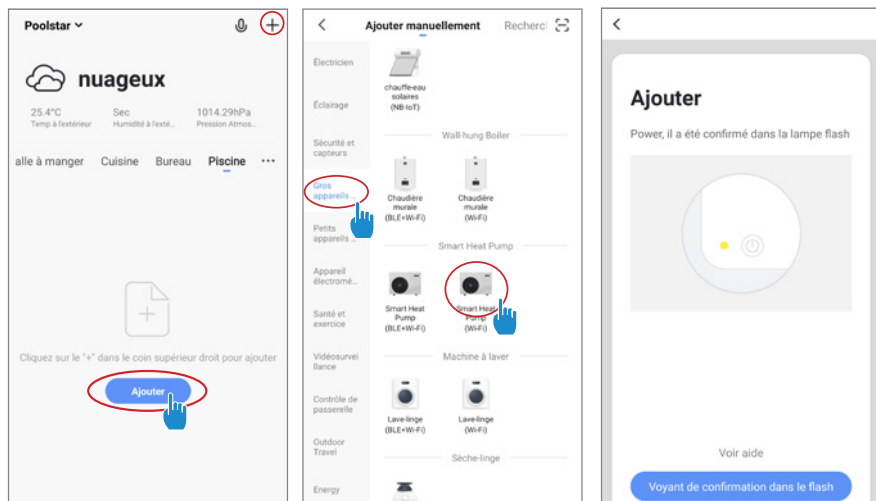 Poolstar
nuageux
25.4°C Sec 1014.29hPa
Temp à l'extérieur Humidité à l'exté... Pression Atmos...
alle à manger Cuisine Bureau Piscine ...
Cliquez sur le "+" dans le coin supérieur droit pour ajouter
Ajouter
Ajouter manuellement Recherc
Électricien
Éclairage
Sécurité et
capteurs
Gros
appareils ...
Petits
appareils ...
Appareil
électromé...
Santé et
exercice
Vidéosurvei
llance
Contrôle de
passerelle
Outdoor
Travel
Energy
chauffe-eau
solaires
(NB-IoT)
Wall-hung Boiler
Chaudière
murale
(BLE+Wi-Fi)
Chaudière
murale
(Wi-Fi)
Smart Heat Pump
Smart Heat
Pump
(BLE+Wi-Fi)
Smart Heat
Pump
(Wi-Fi)
Machine à laver
Lave-linge
(BLE+Wi-Fi)
Lave-linge
(Wi-Fi)
Sèche-linge
Ajouter
Power, il a été confirmé dans la lampe flash
Voir aide
Voyant de confirmation dans le flash